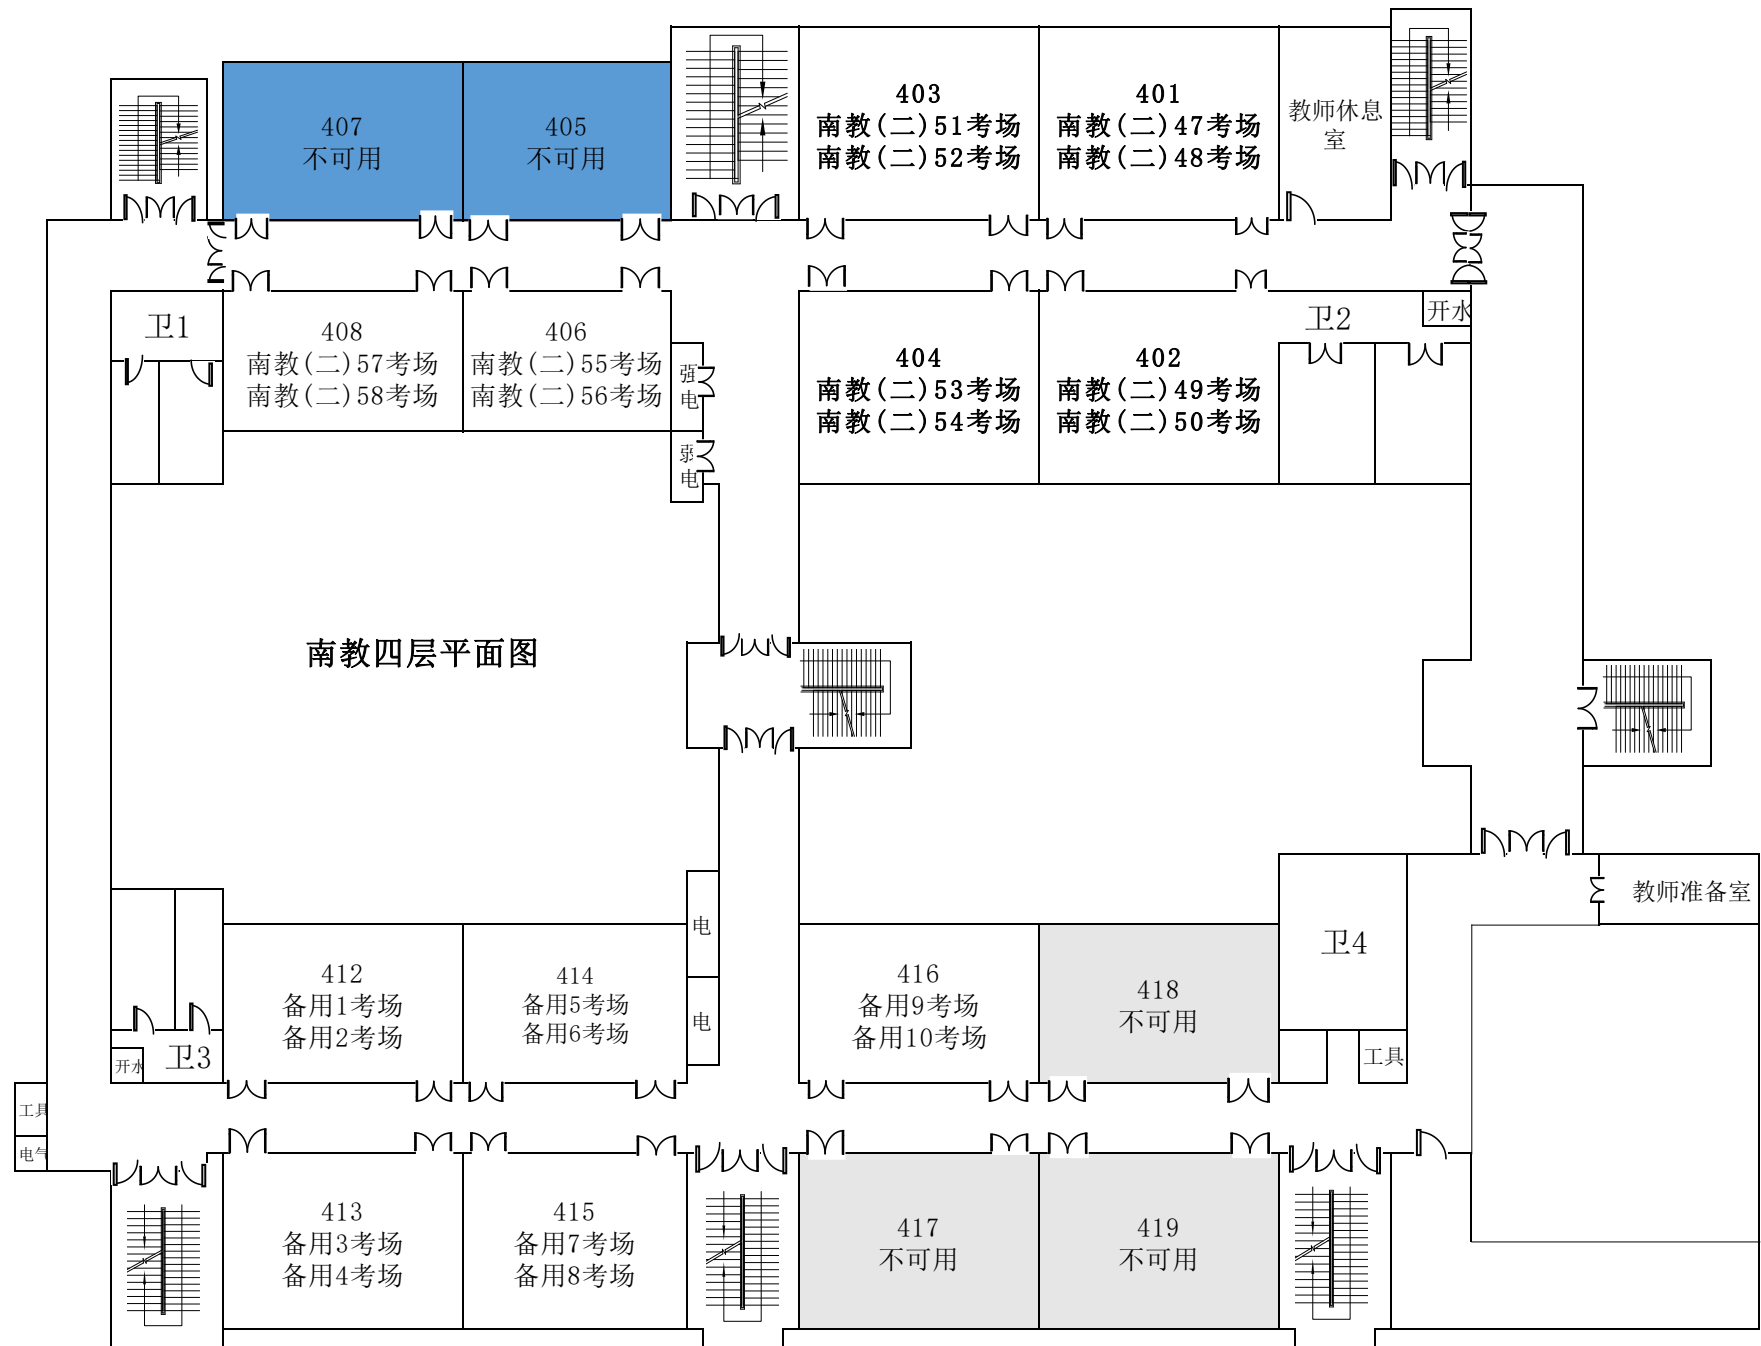 407
不可用
405
不可用
403
南教(二)51考场
南教(二)52考场
401
南教(二)47考场
南教(二)48考场
教师休息
室
卫1
408
南教(二)57考场
南教(二)58考场
406
南教(二)55考场
南教(二)56考场
强
电
弱
电
404
南教(二)53考场
南教(二)54考场
402
南教(二)49考场
南教(二)50考场
卫2
开水
南教四层平面图
教师准备室
412
备用1考场
备用2考场
414
备用5考场
备用6考场
电
电
416
备用9考场
备用10考场
418
不可用
卫4
工具
开水
卫3
工具
电气
413
备用3考场
备用4考场
415
备用7考场
备用8考场
417
不可用
419
不可用